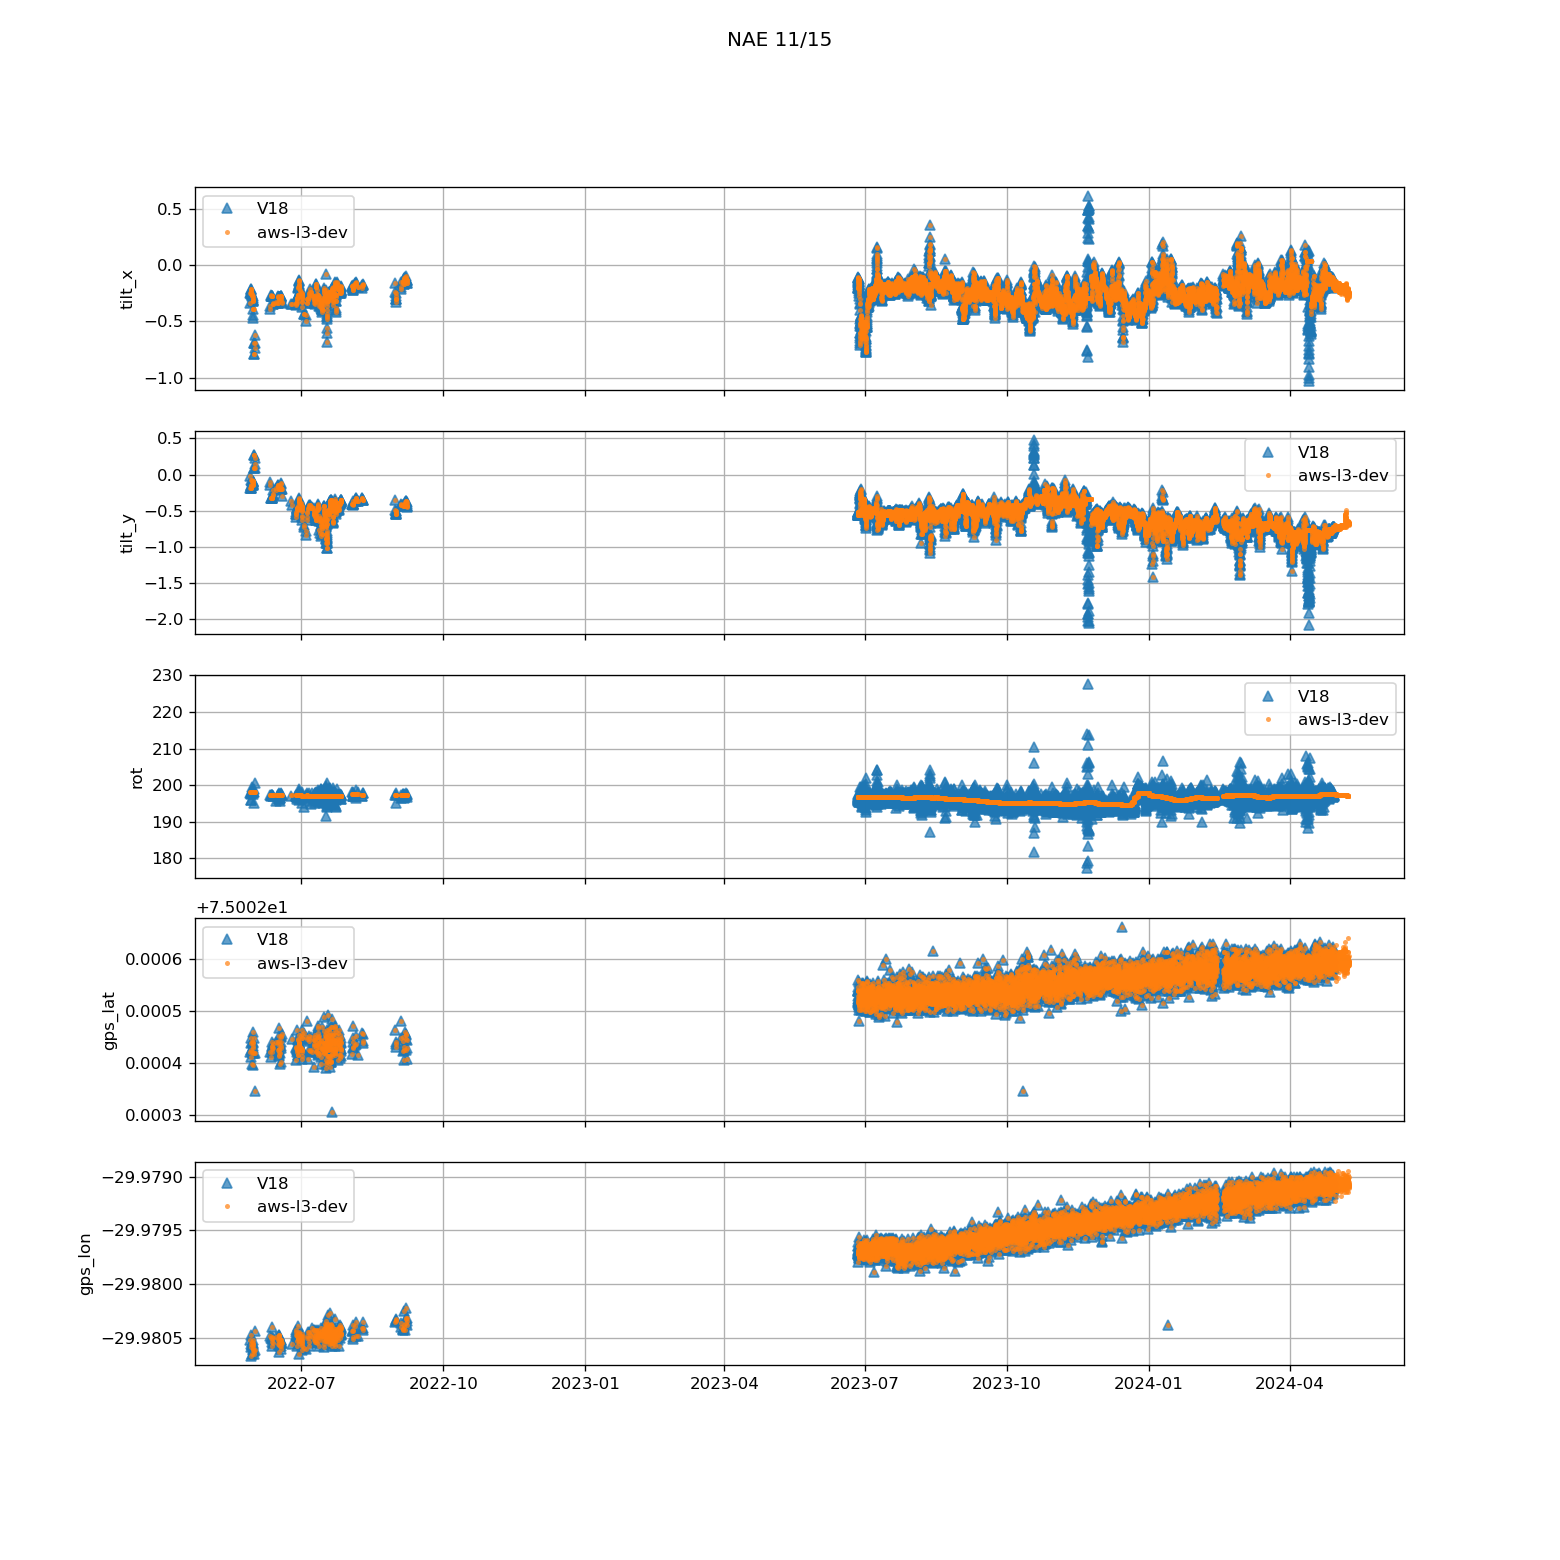 NAE 11/15
0.5
0.0
−0.5
−1.0
tilt_x
V18
aws-l3-dev
0.5
0.0
−0.5
−1.0
−1.5
−2.0
tilt_y
V18
aws-l3-dev
230
220
210
200
190
180
rot
V18
aws-l3-dev
+7.5002e1
0.0006
0.0005
0.0004
0.0003
gps_lat
V18
aws-l3-dev
−29.9790
−29.9795
−29.9800
−29.9805
gps_lon
V18
aws-l3-dev
2022-07 2022-10 2023-01 2023-04 2023-07 2023-10 2024-01 2024-04